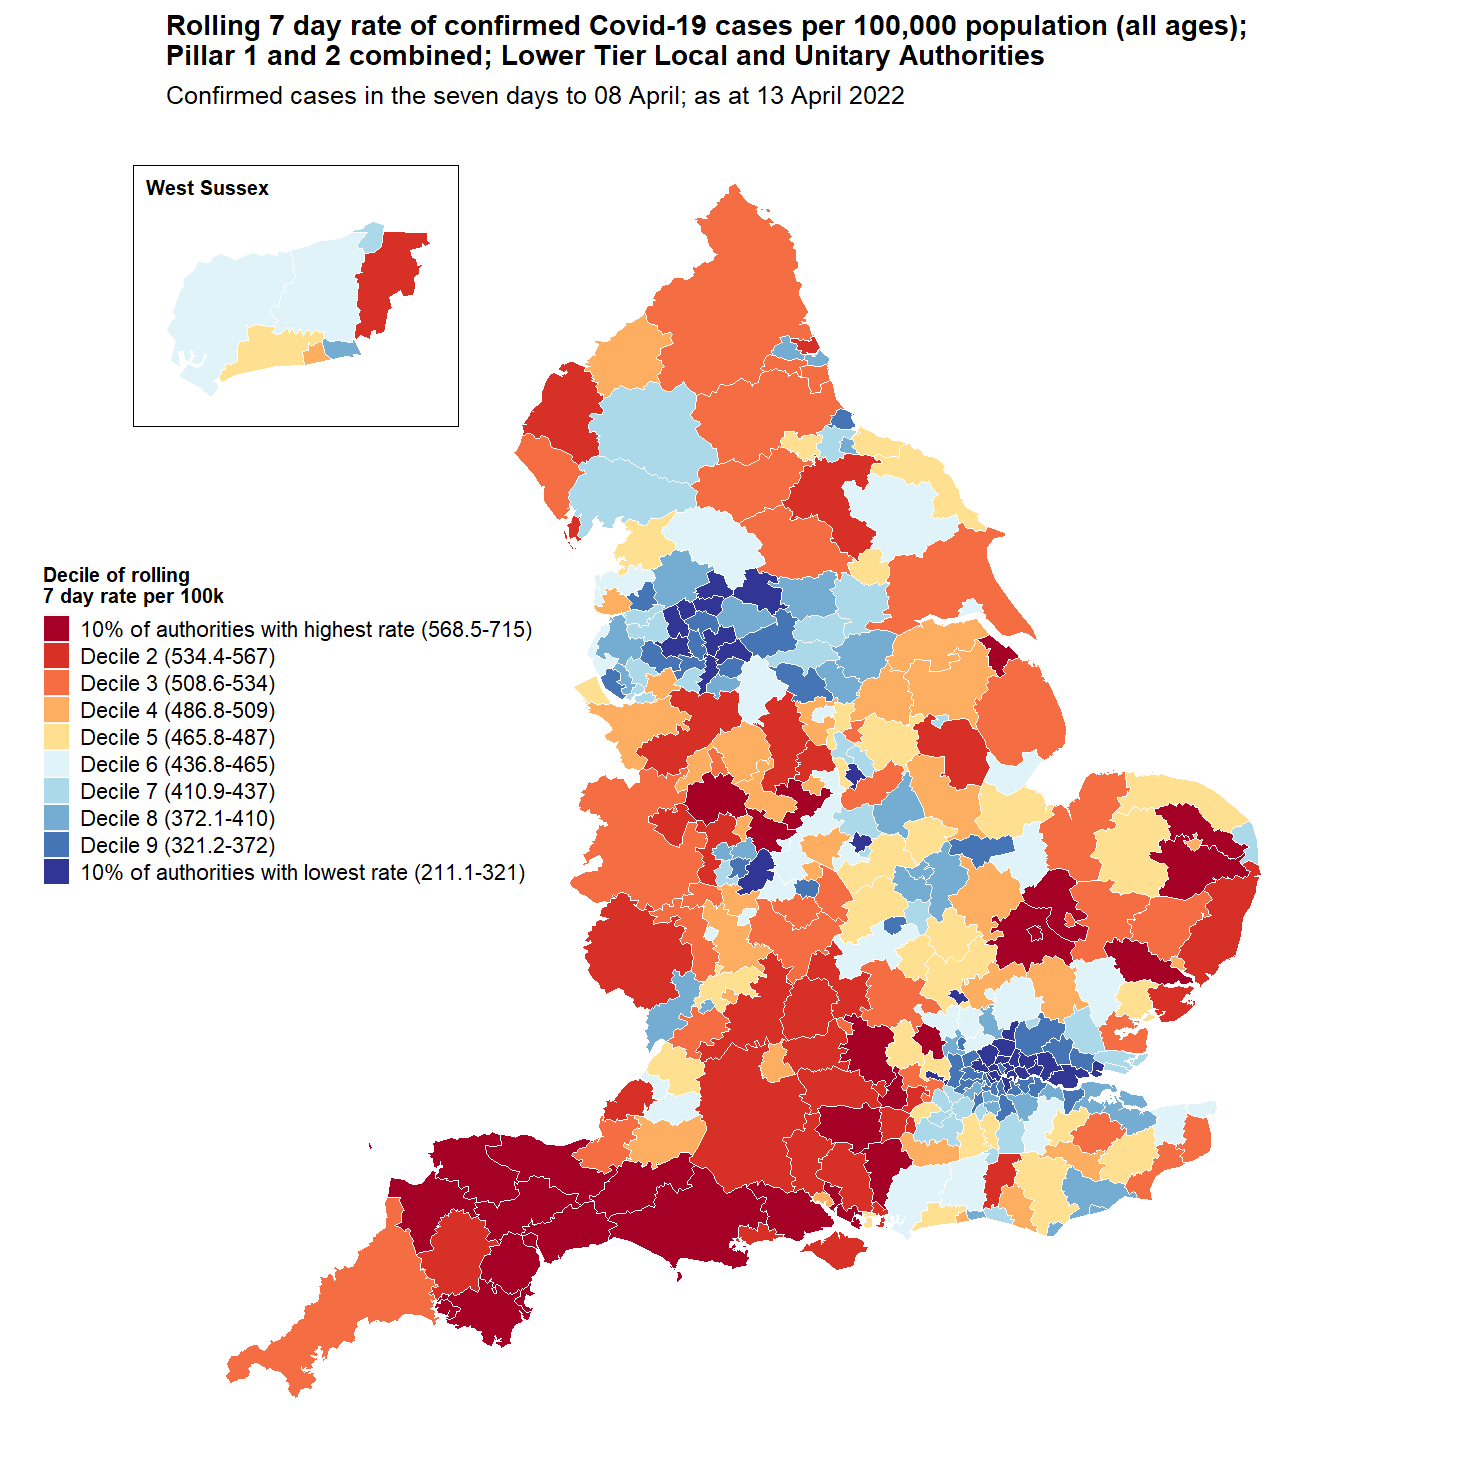 Rolling 7 day rate of confirmed Covid-19 cases per 100,000 population (all ages);
Pillar 1 and 2 combined; Lower Tier Local and Unitary Authorities
Confirmed cases in the seven days to 08 April; as at 13 April 2022
West Sussex
Decile of rolling
7 day rate per 100k
10% of authorities with highest rate (568.5-715)
Decile 2 (534.4-567)
Decile 3 (508.6-534)
Decile 4 (486.8-509)
Decile 5 (465.8-487)
Decile 6 (436.8-465)
Decile 7 (410.9-437)
Decile 8 (372.1-410)
Decile 9 (321.2-372)
10% of authorities with lowest rate (211.1-321)